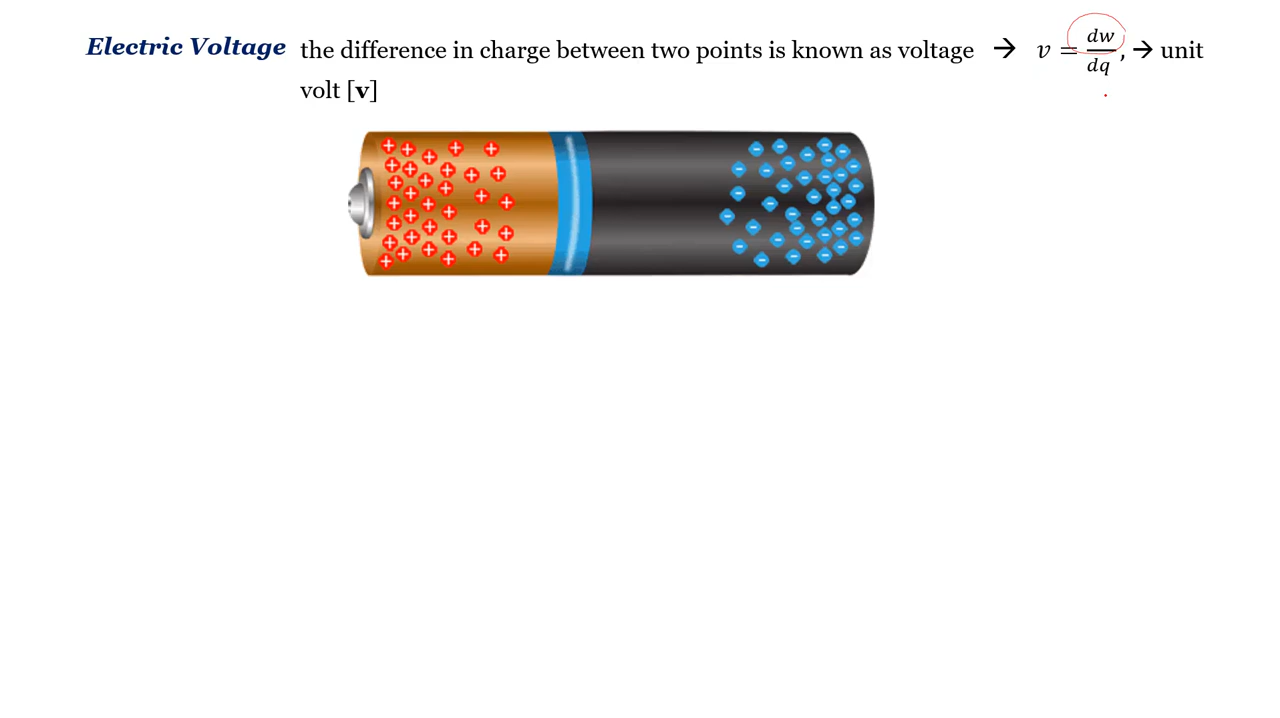 Electric Voltage the difference in charge between two points is known as voltage → v = dw/dq, → unit
volt [v]